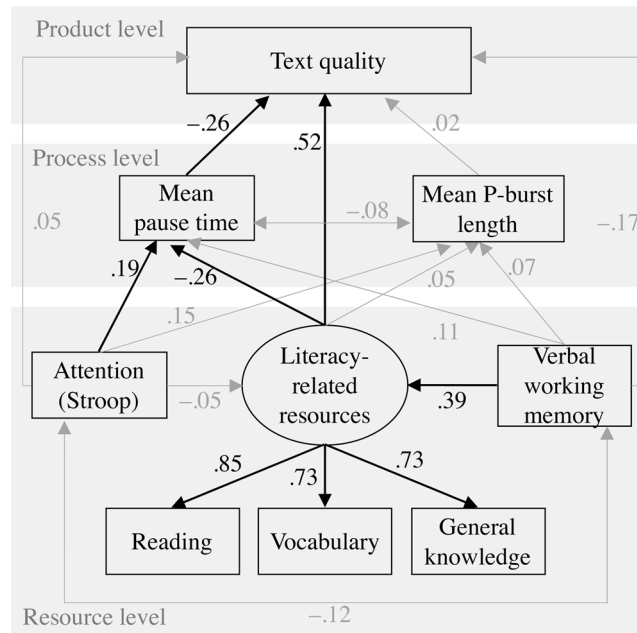 Product level
Text quality
−.26
.52
.02
Process level
Mean
pause time
Mean P-burst
length
−.08
.05
−.17
.19
−.26
.15
.05
.07
.11
Attention
(Stroop)
Literacy-
related
resources
Verbal
working
memory
−.05
.39
.85
.73
.73
Reading
Vocabulary
General
knowledge
Resource level
−.12